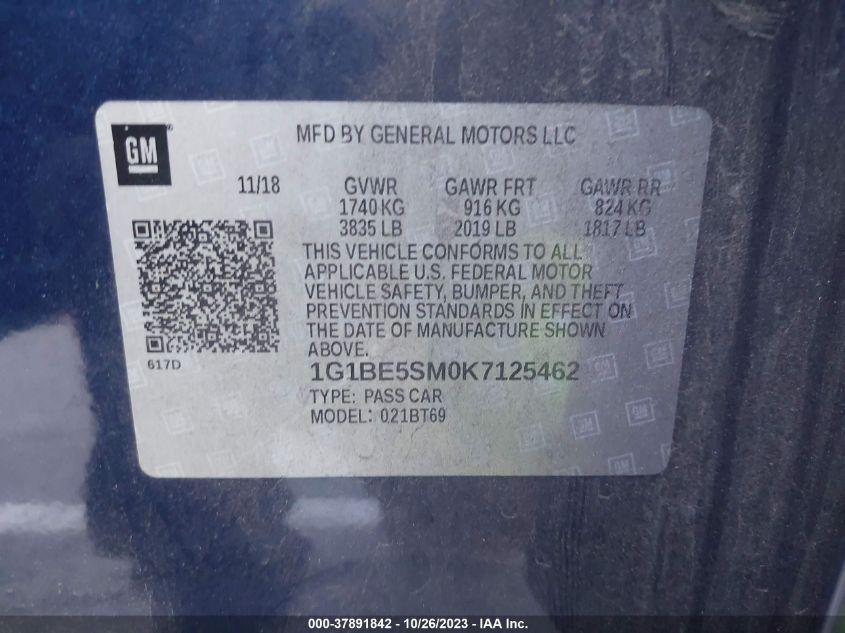 GM
MFD BY GENERAL MOTORS LLC
11/18 GVWR GAWR FRT GAWR RR
1740 KG 916 KG 824 KG
3835 LB 2019 LB 1817 LB
THIS VEHICLE CONFORMS TO ALL
APPLICABLE U.S. FEDERAL MOTOR
VEHICLE SAFETY, BUMPER, AND THEFT
PREVENTION STANDARDS IN EFFECT ON
THE DATE OF MANUFACTURE SHOWN
ABOVE.
617D
1G1BE5SM0K7125462
TYPE: PASS CAR
MODEL: 021BT69
000-37891842 - 10/26/2023 - IAA Inc.